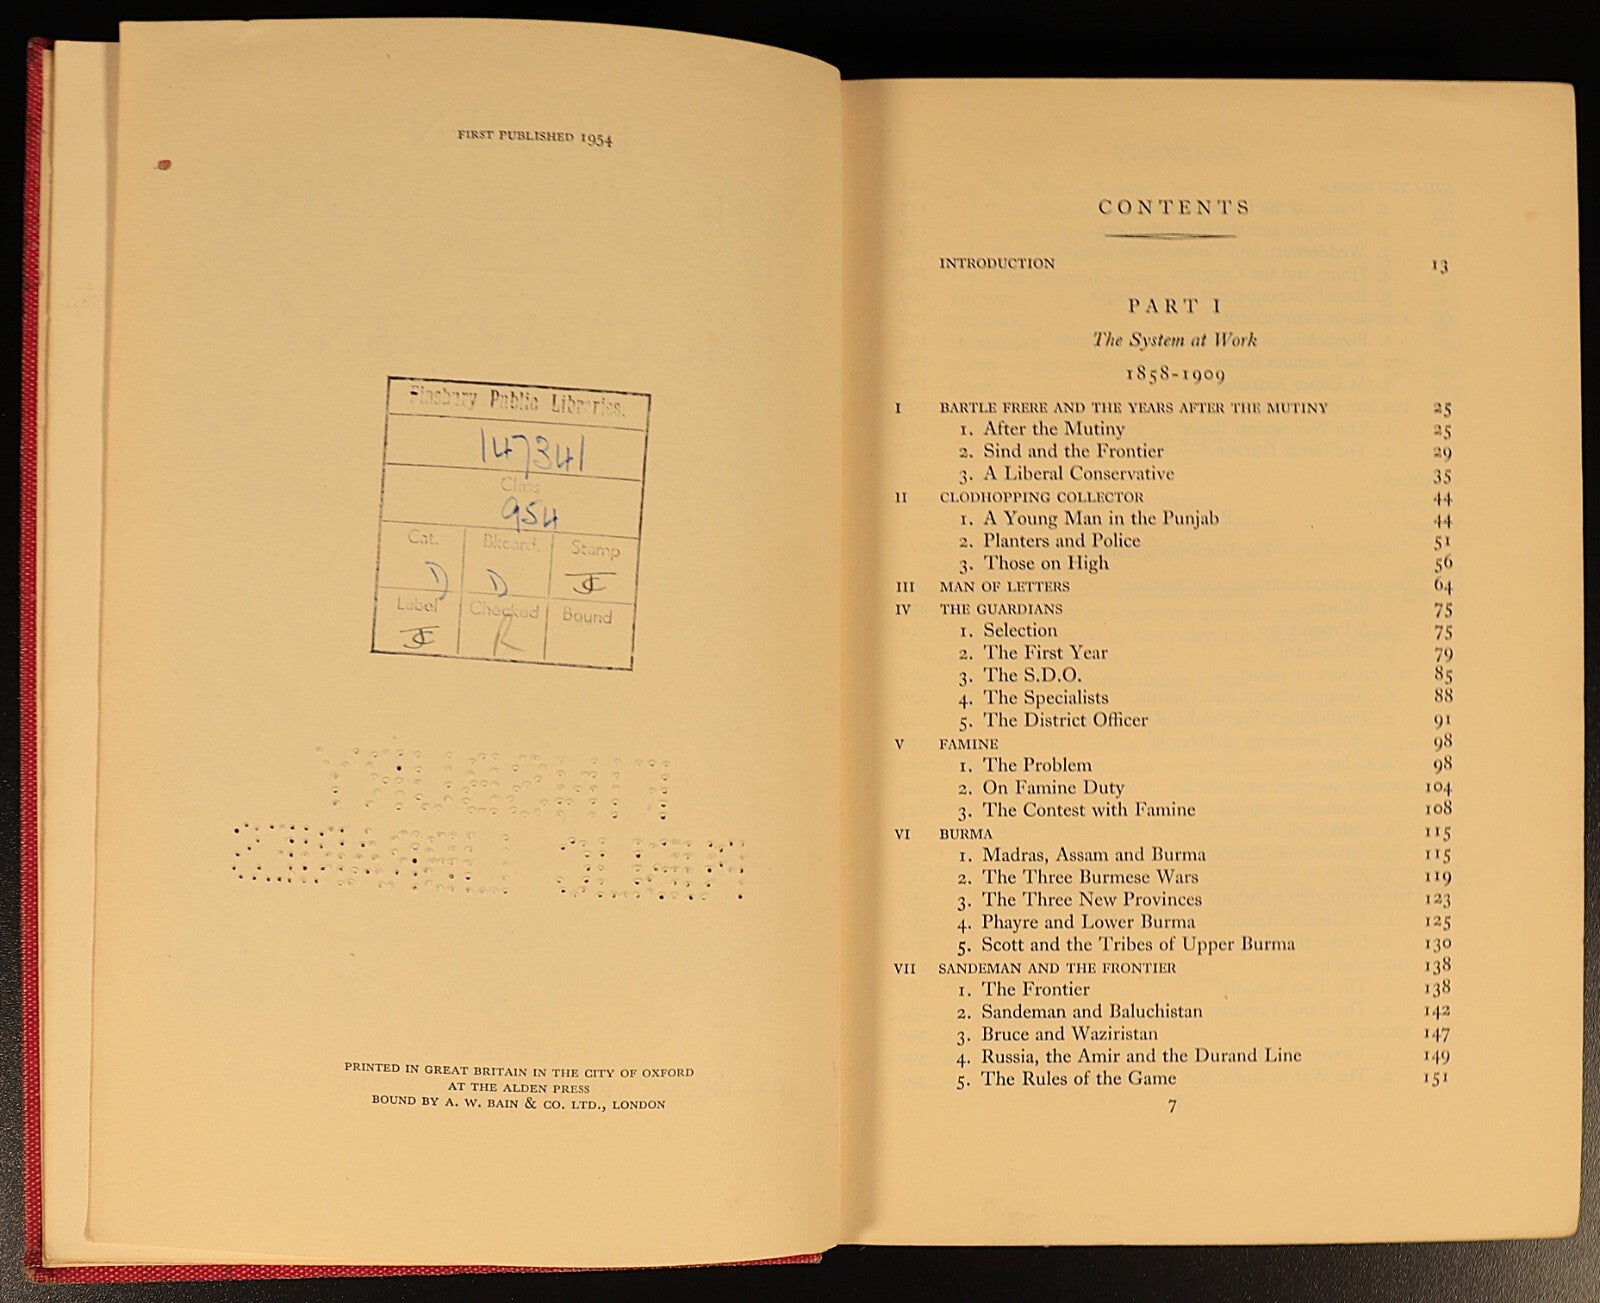 FIRST PUBLISHED 1954
Finsbury Public Libraries.
147341
Class
954
Cat. Bkcard. Stamp
D D
Label Checked Bound
R
PRINTED IN GREAT BRITAIN IN THE CITY OF OXFORD
AT THE ALDEN PRESS
BOUND BY A. W. BAIN & CO. LTD., LONDON
CONTENTS
INTRODUCTION 13
PART I
The System at Work
1858-1909
I BARTLE FRERE AND THE YEARS AFTER THE MUTINY 25
1. After the Mutiny 25
2. Sind and the Frontier 29
3. A Liberal Conservative 35
II CLODHOPPING COLLECTOR 44
1. A Young Man in the Punjab 44
2. Planters and Police 51
3. Those on High 56
III MAN OF LETTERS 64
IV THE GUARDIANS 75
1. Selection 75
2. The First Year 79
3. The S.D.O. 85
4. The Specialists 88
5. The District Officer 91
V FAMINE 98
1. The Problem 98
2. On Famine Duty 104
3. The Contest with Famine 108
VI BURMA 115
1. Madras, Assam and Burma 115
2. The Three Burmese Wars 119
3. The Three New Provinces 123
4. Phayre and Lower Burma 125
5. Scott and the Tribes of Upper Burma 130
VII SANDEMAN AND THE FRONTIER 138
1. The Frontier 138
2. Sandeman and Baluchistan 142
3. Bruce and Waziristan 147
4. Russia, the Amir and the Durand Line 149
5. The Rules of the Game 151
7